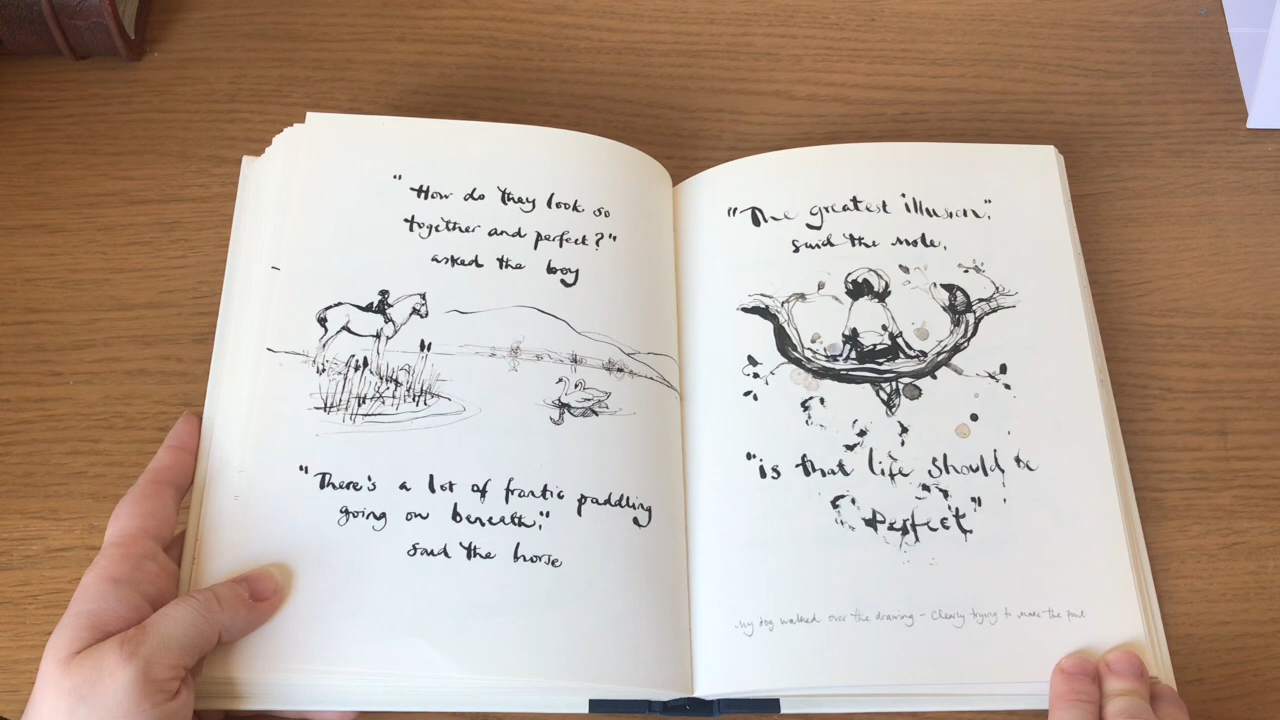 "How do they look so
together and perfect?"
asked the boy
"There's a lot of frantic paddling
going on beneath,"
said the horse
"The greatest illusion,"
said the mole,
"is that life should be
perfect"
My dog walked over the drawing – clearly trying to make the point